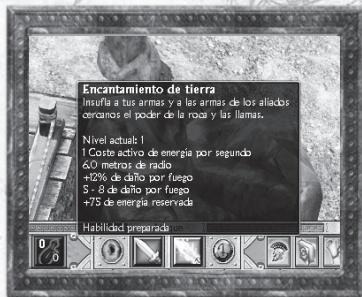 Encantamiento de tierra
Insufla a tus armas y a las armas de los aliados
cercanos el poder de la roca y las llamas.
Nivel actual: 1
1 Coste activo de energía por segundo
6.0 metros de radio
+12% de daño por fuego
5 - 8 de daño por fuego
+75 de energía reservada
Habilidad preparada
0
0